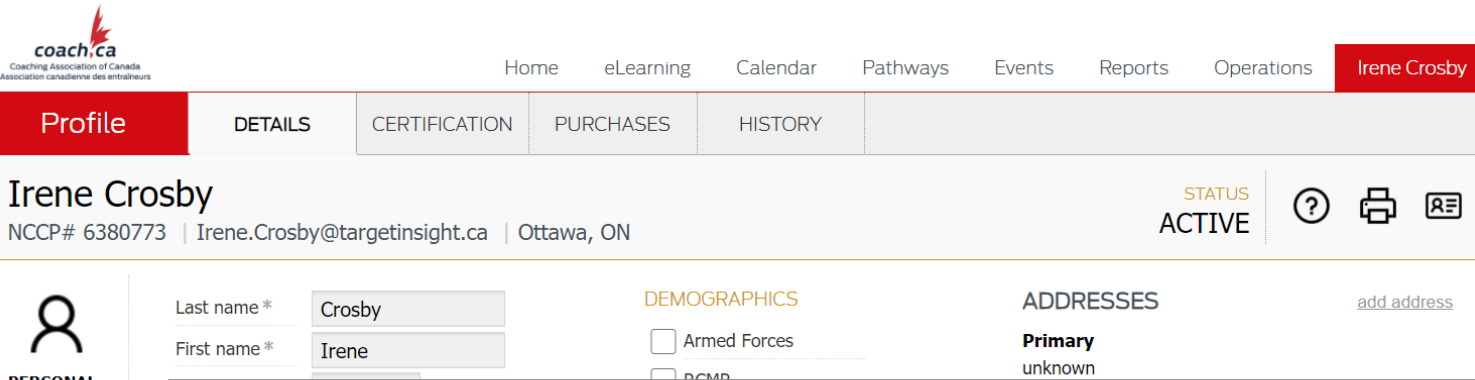 coach.ca
Coaching Association of Canada
Association canadienne des entraîneurs
Home eLearning Calendar Pathways Events Reports Operations Irene Crosby
Profile DETAILS CERTIFICATION PURCHASES HISTORY
Irene Crosby
NCCP# 6380773 | Irene.Crosby@targetinsight.ca | Ottawa, ON
STATUS
ACTIVE
Last name * Crosby
First name * Irene
PERSONAL
DEMOGRAPHICS
Armed Forces
RCMP
ADDRESSES add address
Primary
unknown